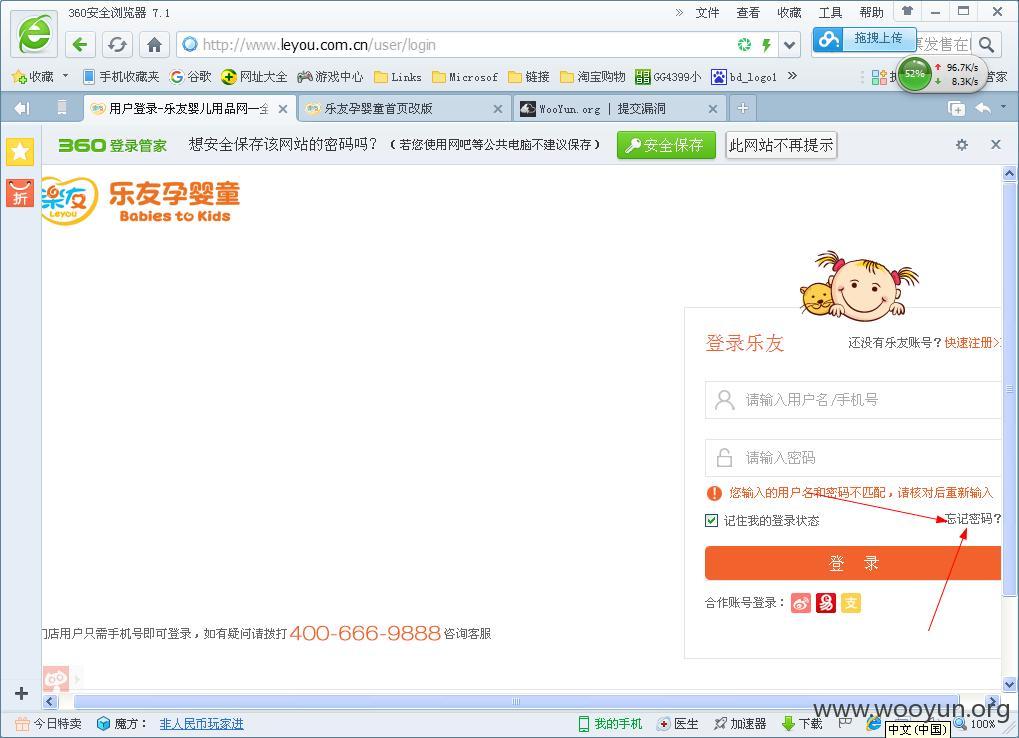 360安全浏览器 7.1
» 文件 查看 收藏 工具 帮助
http://www.leyou.com.cn/user/login
拖拽上传
票发售在
52%
96.7K/s
8.3K/s
收藏 手机收藏夹 谷歌 网址大全 游戏中心 Links Microsof 链接 淘宝购物 GG4399小 bd_logo1 »
管家
用户登录-乐友婴儿用品网—全 乐友孕婴童首页改版 WooYun.org | 提交漏洞
360登录管家 想安全保存该网站的密码吗？（若您使用网吧等公共电脑不建议保存） 安全保存 此网站不再提示
折
乐友 Leyou
乐友孕婴童
Babies to Kids
登录乐友 还没有乐友账号？快速注册>
请输入用户名/手机号
请输入密码
您输入的用户名和密码不匹配，请核对后重新输入
记住我的登录状态 忘记密码？
登 录
合作账号登录： 易 支
门店用户只需手机号即可登录，如有疑问请拨打400-666-9888咨询客服
www.wooyun.org
今日特卖 魔方： 非人民币玩家进 我的手机 医生 加速器 下载 100%
中文(中国)